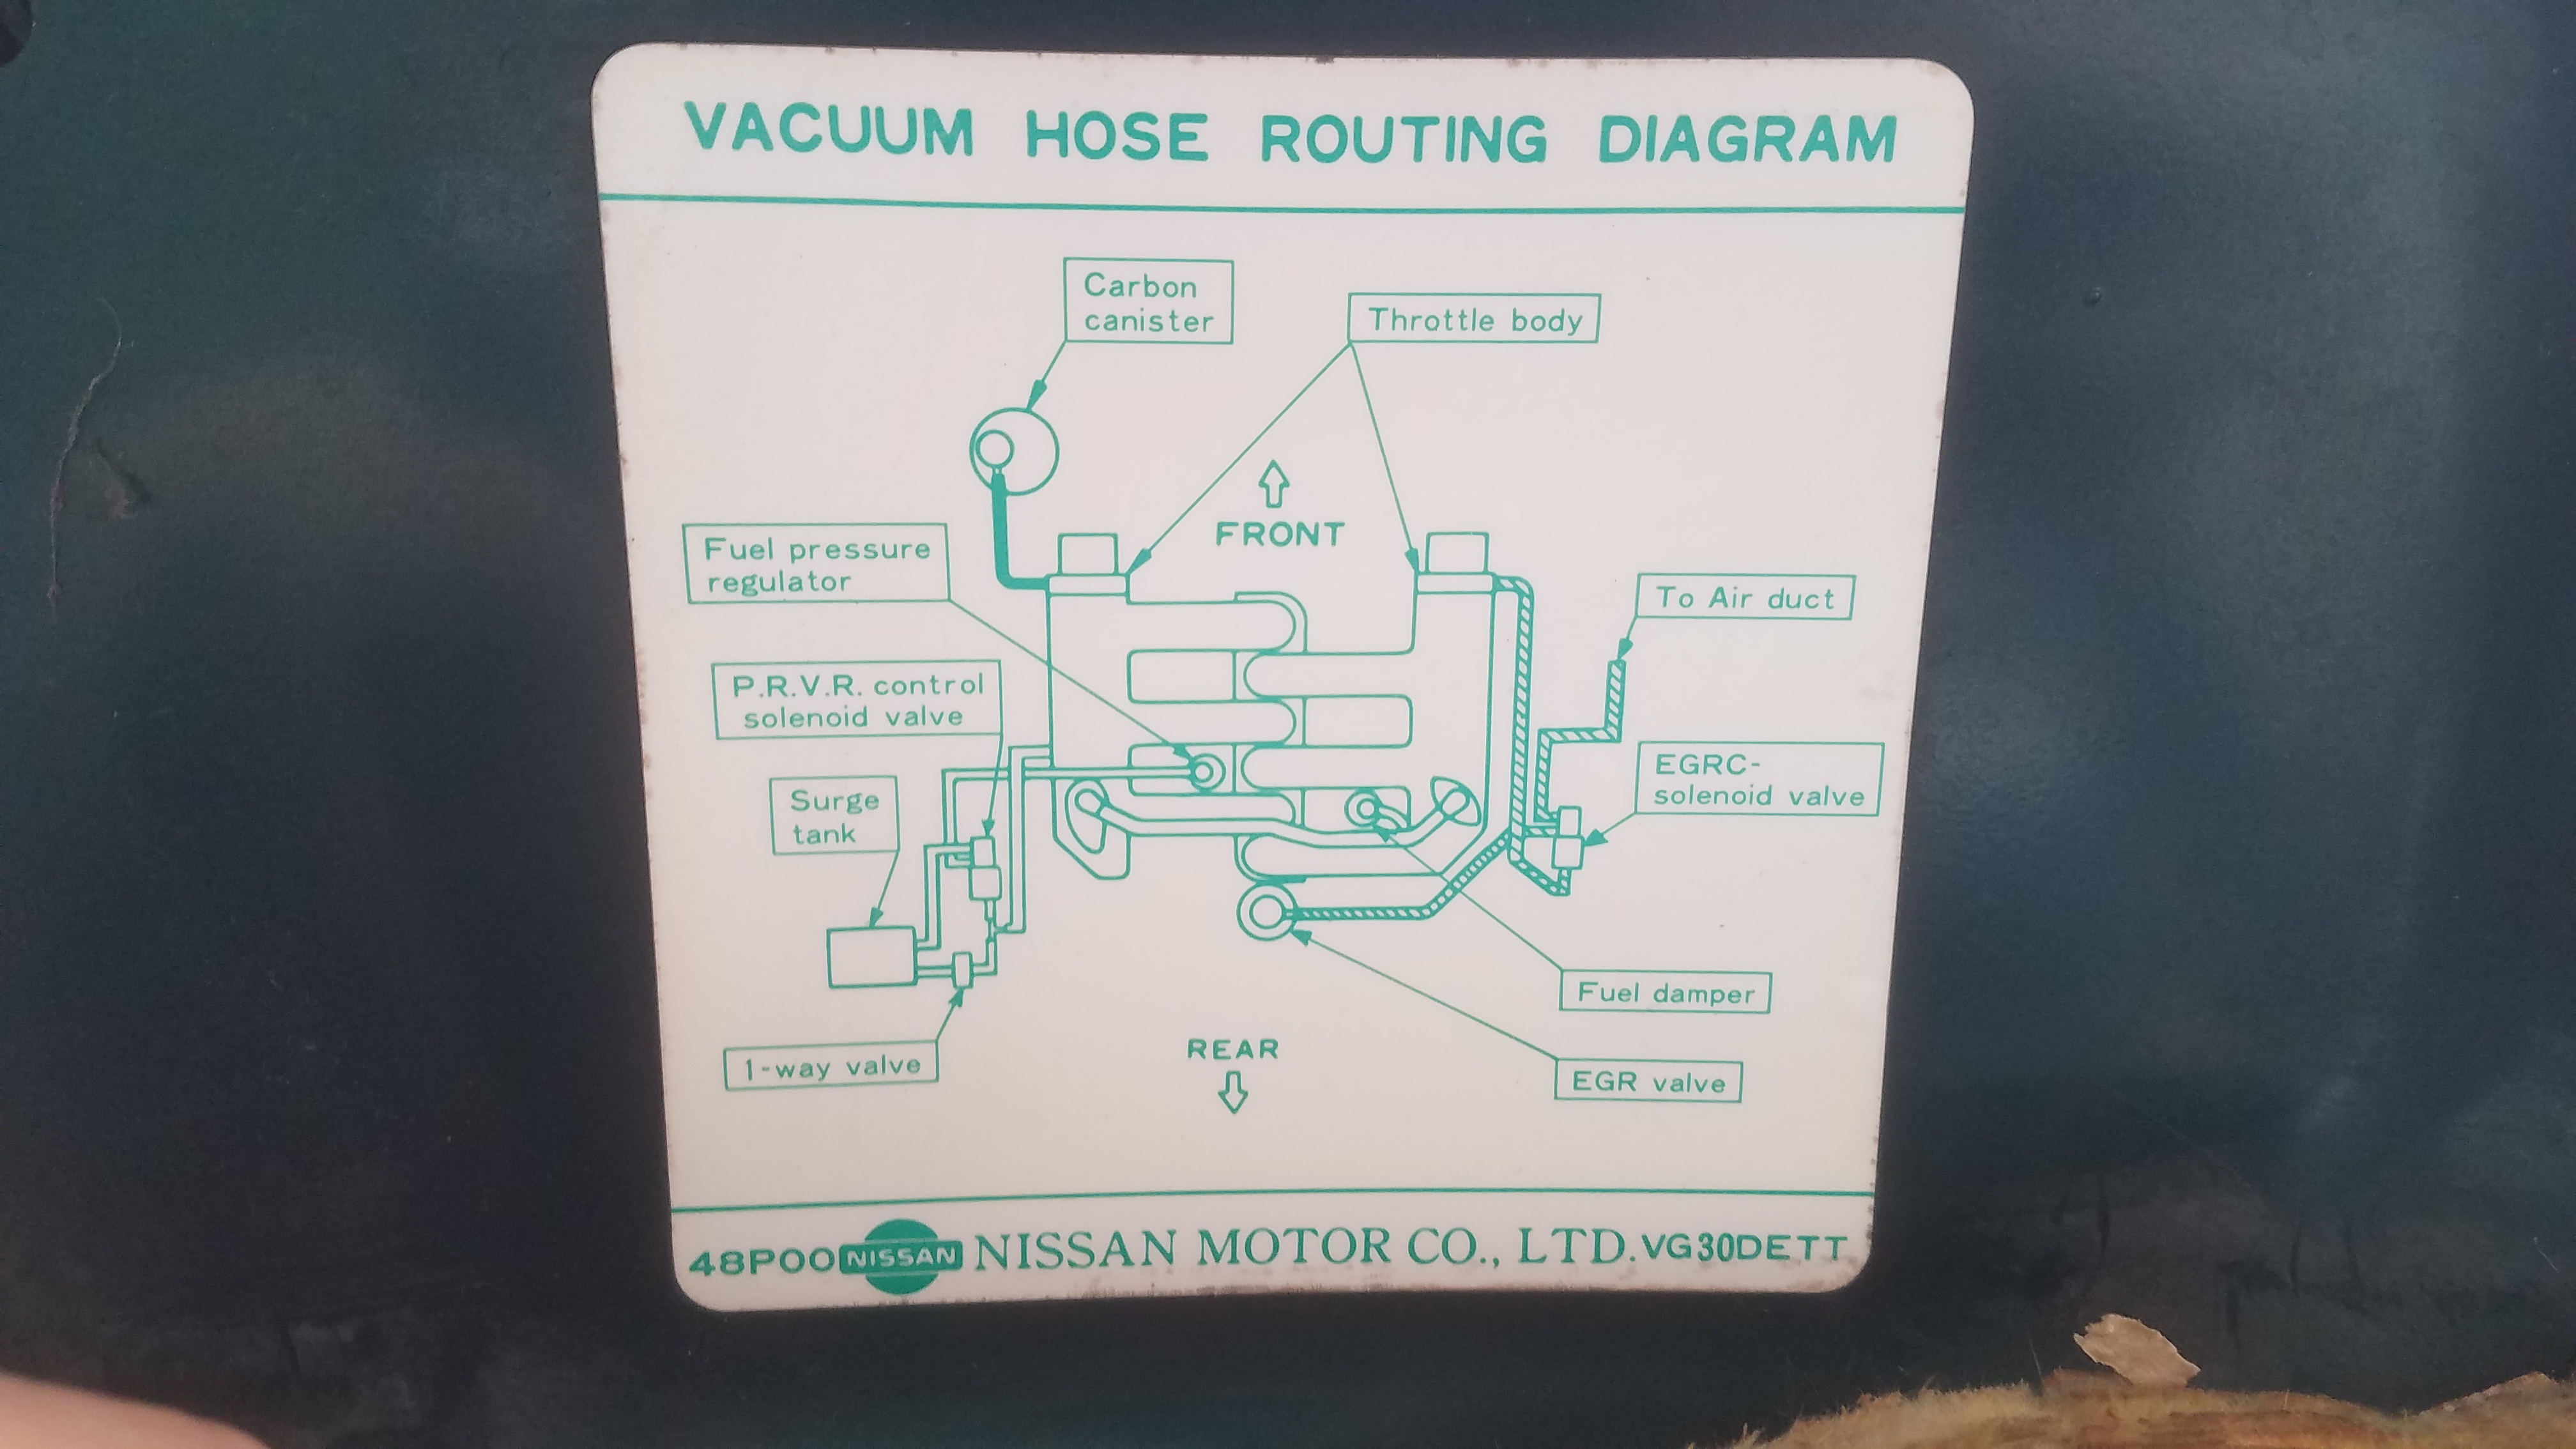 VACUUM HOSE ROUTING DIAGRAM
Carbon
canister
Throttle body
FRONT
Fuel pressure
regulator
To Air duct
P.R.V.R. control
solenoid valve
EGRC-
solenoid valve
Surge
tank
Fuel damper
REAR
1-way valve
EGR valve
48P00 NISSAN NISSAN MOTOR CO., LTD. VG30DETT